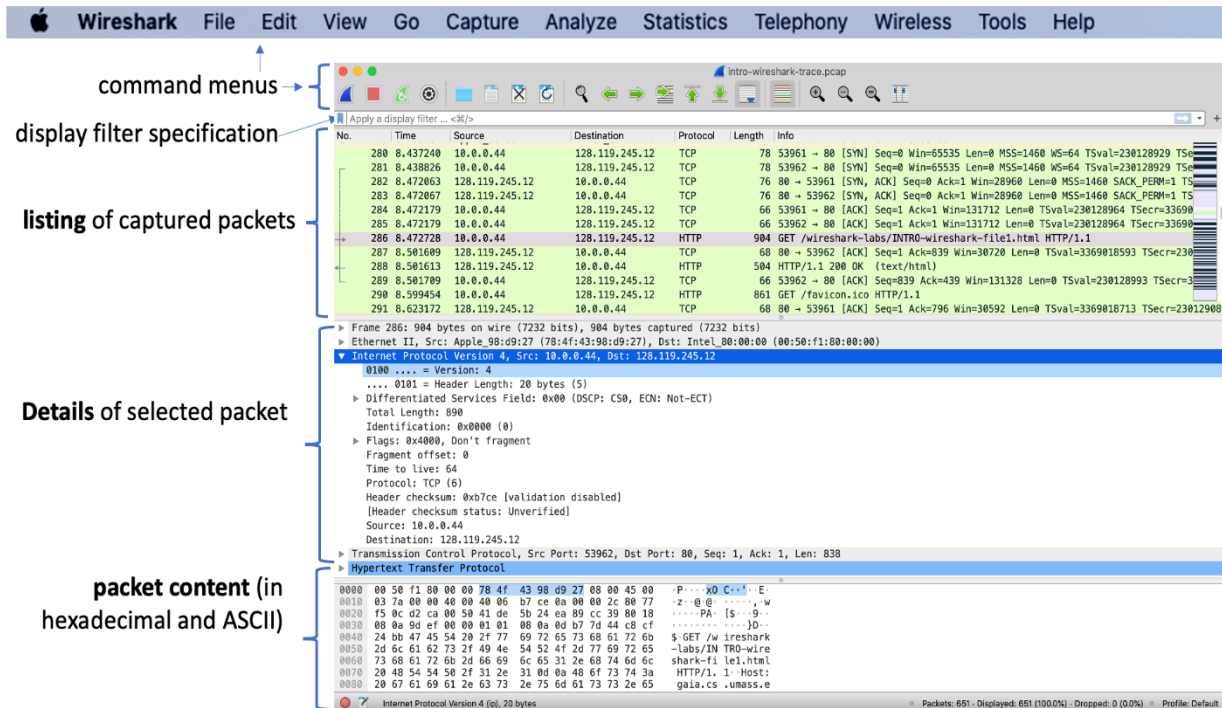 Wireshark File Edit View Go Capture Analyze Statistics Telephony Wireless Tools Help
command menus
intro-wireshark-trace.pcap
display filter specification
Apply a display filter ... <⌘/>
+
No. Time Source Destination Protocol Length Info
280 8.437240 10.0.0.44 128.119.245.12 TCP 78 53961 → 80 [SYN] Seq=0 Win=65535 Len=0 MSS=1460 WS=64 TSval=230128929 TSe
281 8.438826 10.0.0.44 128.119.245.12 TCP 78 53962 → 80 [SYN] Seq=0 Win=65535 Len=0 MSS=1460 WS=64 TSval=230128930 TSe
282 8.472063 128.119.245.12 10.0.0.44 TCP 76 80 → 53961 [SYN, ACK] Seq=0 Ack=1 Win=28960 Len=0 MSS=1460 SACK_PERM=1 TS
283 8.472067 128.119.245.12 10.0.0.44 TCP 76 80 → 53962 [SYN, ACK] Seq=0 Ack=1 Win=28960 Len=0 MSS=1460 SACK_PERM=1 TS
listing of captured packets
284 8.472179 10.0.0.44 128.119.245.12 TCP 66 53961 → 80 [ACK] Seq=1 Ack=1 Win=131712 Len=0 TSval=230128964 TSecr=33690
285 8.472179 10.0.0.44 128.119.245.12 TCP 66 53962 → 80 [ACK] Seq=1 Ack=1 Win=131712 Len=0 TSval=230128964 TSecr=33690
286 8.472728 10.0.0.44 128.119.245.12 HTTP 904 GET /wireshark-labs/INTRO-wireshark-file1.html HTTP/1.1
287 8.501609 128.119.245.12 10.0.0.44 TCP 68 80 → 53962 [ACK] Seq=1 Ack=839 Win=30720 Len=0 TSval=3369018593 TSecr=230
288 8.501613 128.119.245.12 10.0.0.44 HTTP 504 HTTP/1.1 200 OK (text/html)
289 8.501709 10.0.0.44 128.119.245.12 TCP 66 53962 → 80 [ACK] Seq=839 Ack=439 Win=131328 Len=0 TSval=230128993 TSecr=3
290 8.599454 10.0.0.44 128.119.245.12 HTTP 861 GET /favicon.ico HTTP/1.1
291 8.623172 128.119.245.12 10.0.0.44 TCP 68 80 → 53961 [ACK] Seq=1 Ack=796 Win=30592 Len=0 TSval=3369018713 TSecr=23012908
Frame 286: 904 bytes on wire (7232 bits), 904 bytes captured (7232 bits)
Ethernet II, Src: Apple_98:d9:27 (78:4f:43:98:d9:27), Dst: Intel_80:00:00 (00:50:f1:80:00:00)
Internet Protocol Version 4, Src: 10.0.0.44, Dst: 128.119.245.12
0100 .... = Version: 4
.... 0101 = Header Length: 20 bytes (5)
Differentiated Services Field: 0x00 (DSCP: CS0, ECN: Not-ECT)
Details of selected packet
Total Length: 890
Identification: 0x0000 (0)
Flags: 0x4000, Don't fragment
Fragment offset: 0
Time to live: 64
Protocol: TCP (6)
Header checksum: 0xb7ce [validation disabled]
[Header checksum status: Unverified]
Source: 10.0.0.44
Destination: 128.119.245.12
Transmission Control Protocol, Src Port: 53962, Dst Port: 80, Seq: 1, Ack: 1, Len: 838
Hypertext Transfer Protocol
packet content (in
hexadecimal and ASCII)
0000 00 50 f1 80 00 00 78 4f 43 98 d9 27 08 00 45 00 ·P····xO C··'··E·
0010 03 7a 00 00 40 00 40 06 b7 ce 0a 00 00 2c 80 77 ·z··@·@· ·····,·w
0020 f5 0c d2 ca 00 50 41 de 5b 24 ea 89 cc 39 80 18 ·····PA· [$···9··
0030 08 0a 9d ef 00 00 01 01 08 0a 0d b7 7d 44 c8 cf ········ ····}D··
0040 24 bb 47 45 54 20 2f 77 69 72 65 73 68 61 72 6b $·GET /w ireshark
0050 2d 6c 61 62 73 2f 49 4e 54 52 4f 2d 77 69 72 65 -labs/IN TRO-wire
0060 73 68 61 72 6b 2d 66 69 6c 65 31 2e 68 74 6d 6c shark-fi le1.html
0070 20 48 54 54 50 2f 31 2e 31 0d 0a 48 6f 73 74 3a HTTP/1. 1··Host:
0080 20 67 61 69 61 2e 63 73 2e 75 6d 61 73 73 2e 65 gaia.cs .umass.e
Internet Protocol Version 4 (ip), 20 bytes Packets: 651 · Displayed: 651 (100.0%) · Dropped: 0 (0.0%) Profile: Default